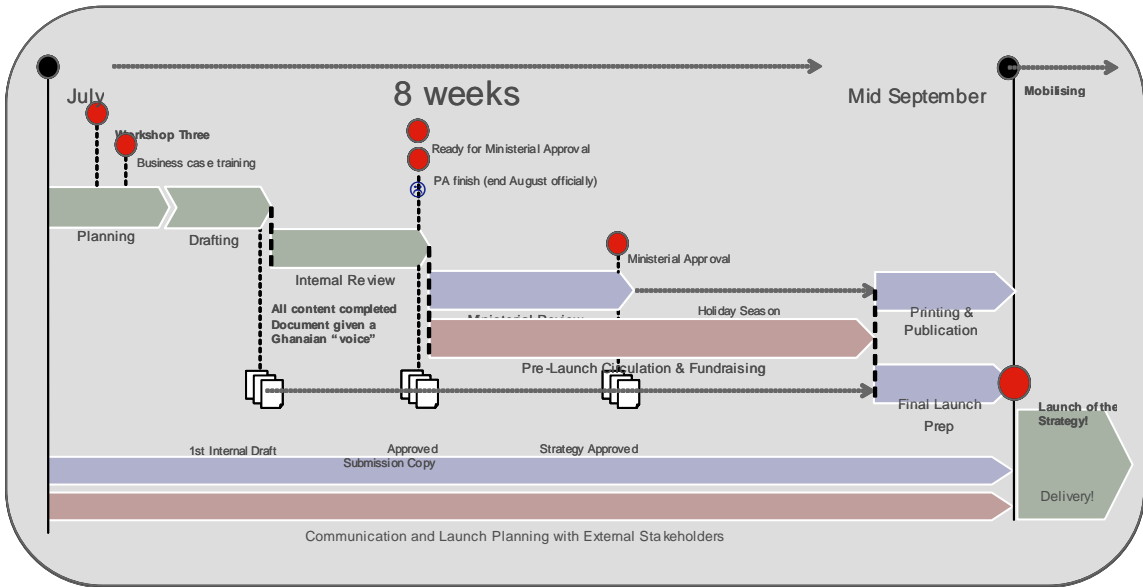 July
8 weeks
Mid September
Mobilising
Workshop Three
Business case training
Ready for Ministerial Approval
PA finish (end August officially)
Planning
Drafting
Internal Review
Ministerial Approval
All content completed
Document given a
Ghanaian “voice”
Ministerial Review
Holiday Season
Printing &
Publication
Pre-Launch Circulation & Fundraising
Final Launch
Prep
Launch of the
Strategy!
1st Internal Draft
Approved
Submission Copy
Strategy Approved
Delivery!
Communication and Launch Planning with External Stakeholders